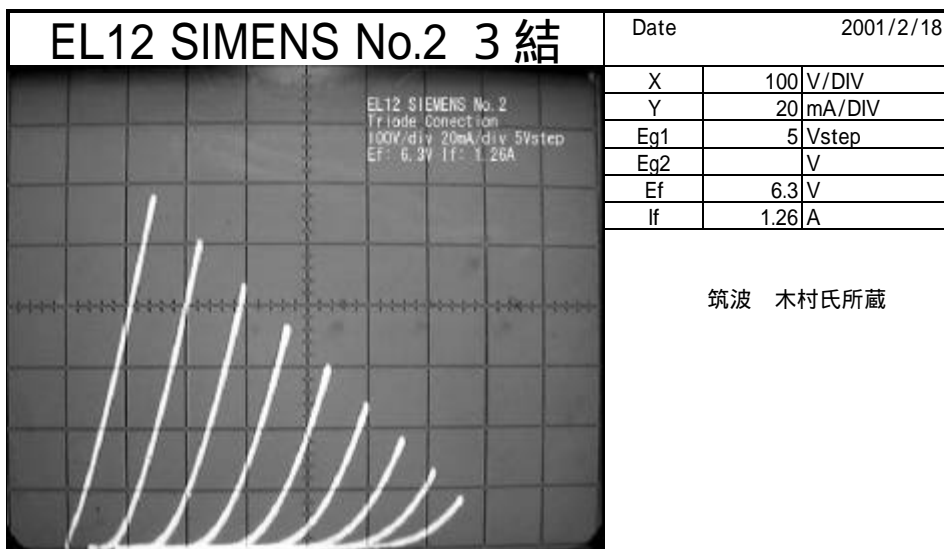 EL12 SIMENS No.2 ３結
Date 2001/2/18
X 100 V/DIV
Y 20 mA/DIV
Eg1 5 Vstep
Eg2 V
Ef 6.3 V
If 1.26 A
EL12 SIEMENS No.2
Triode Conection
100V/div 20mA/div 5Vstep
Ef: 6.3V If: 1.26A
筑波 木村氏所蔵